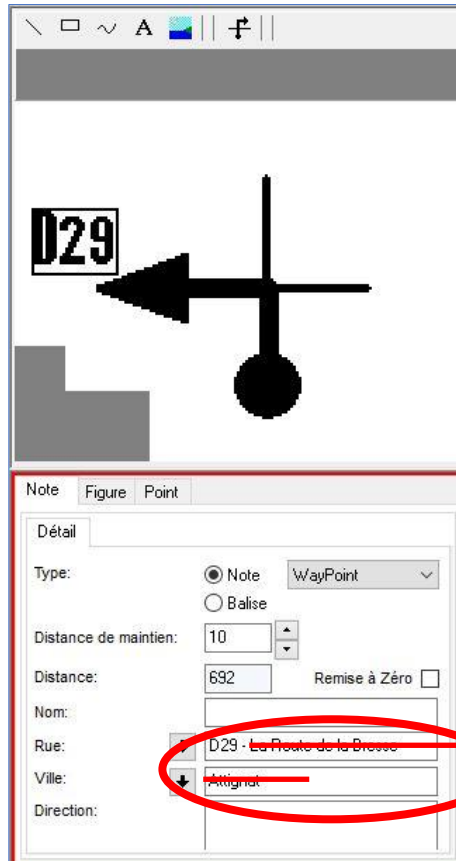 A
D29
Note Figure Point
Détail
Type: Note WayPoint
Balise
Distance de maintien: 10
Distance: 692 Remise à Zéro
Nom:
Rue: D29 - La Route de la Bresse
Ville: Attignat
Direction: